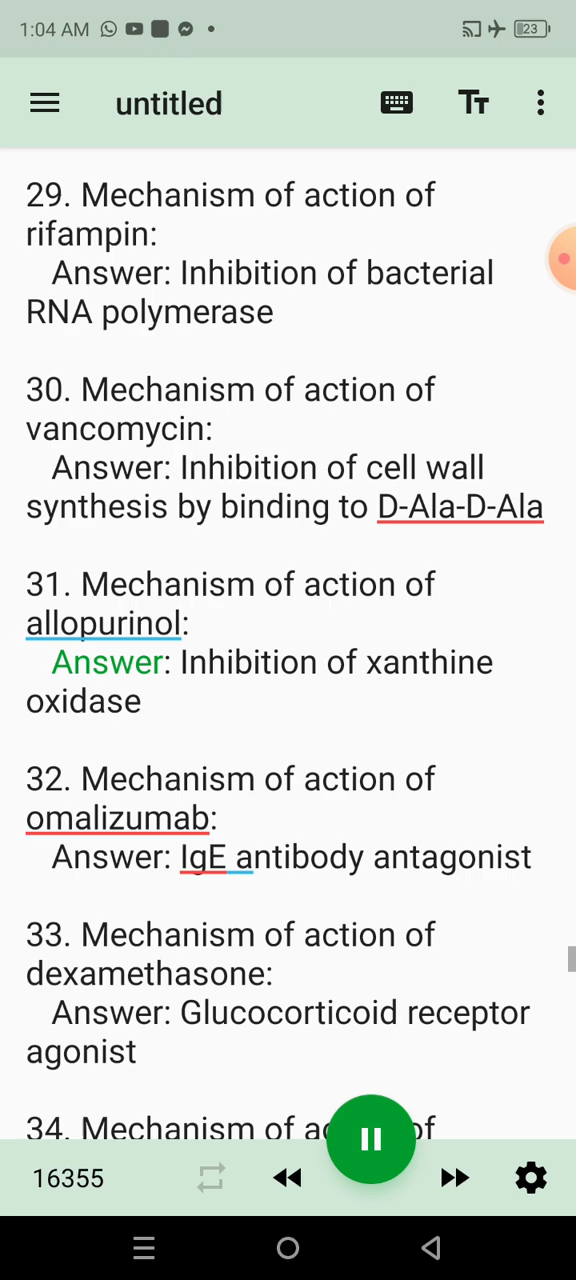 1:04 AM
23
untitled
29. Mechanism of action of
rifampin:
Answer: Inhibition of bacterial
RNA polymerase
30. Mechanism of action of
vancomycin:
Answer: Inhibition of cell wall
synthesis by binding to D-Ala-D-Ala
31. Mechanism of action of
allopurinol:
Answer: Inhibition of xanthine
oxidase
32. Mechanism of action of
omalizumab:
Answer: IgE antibody antagonist
33. Mechanism of action of
dexamethasone:
Answer: Glucocorticoid receptor
agonist
34. Mechanism of
16355